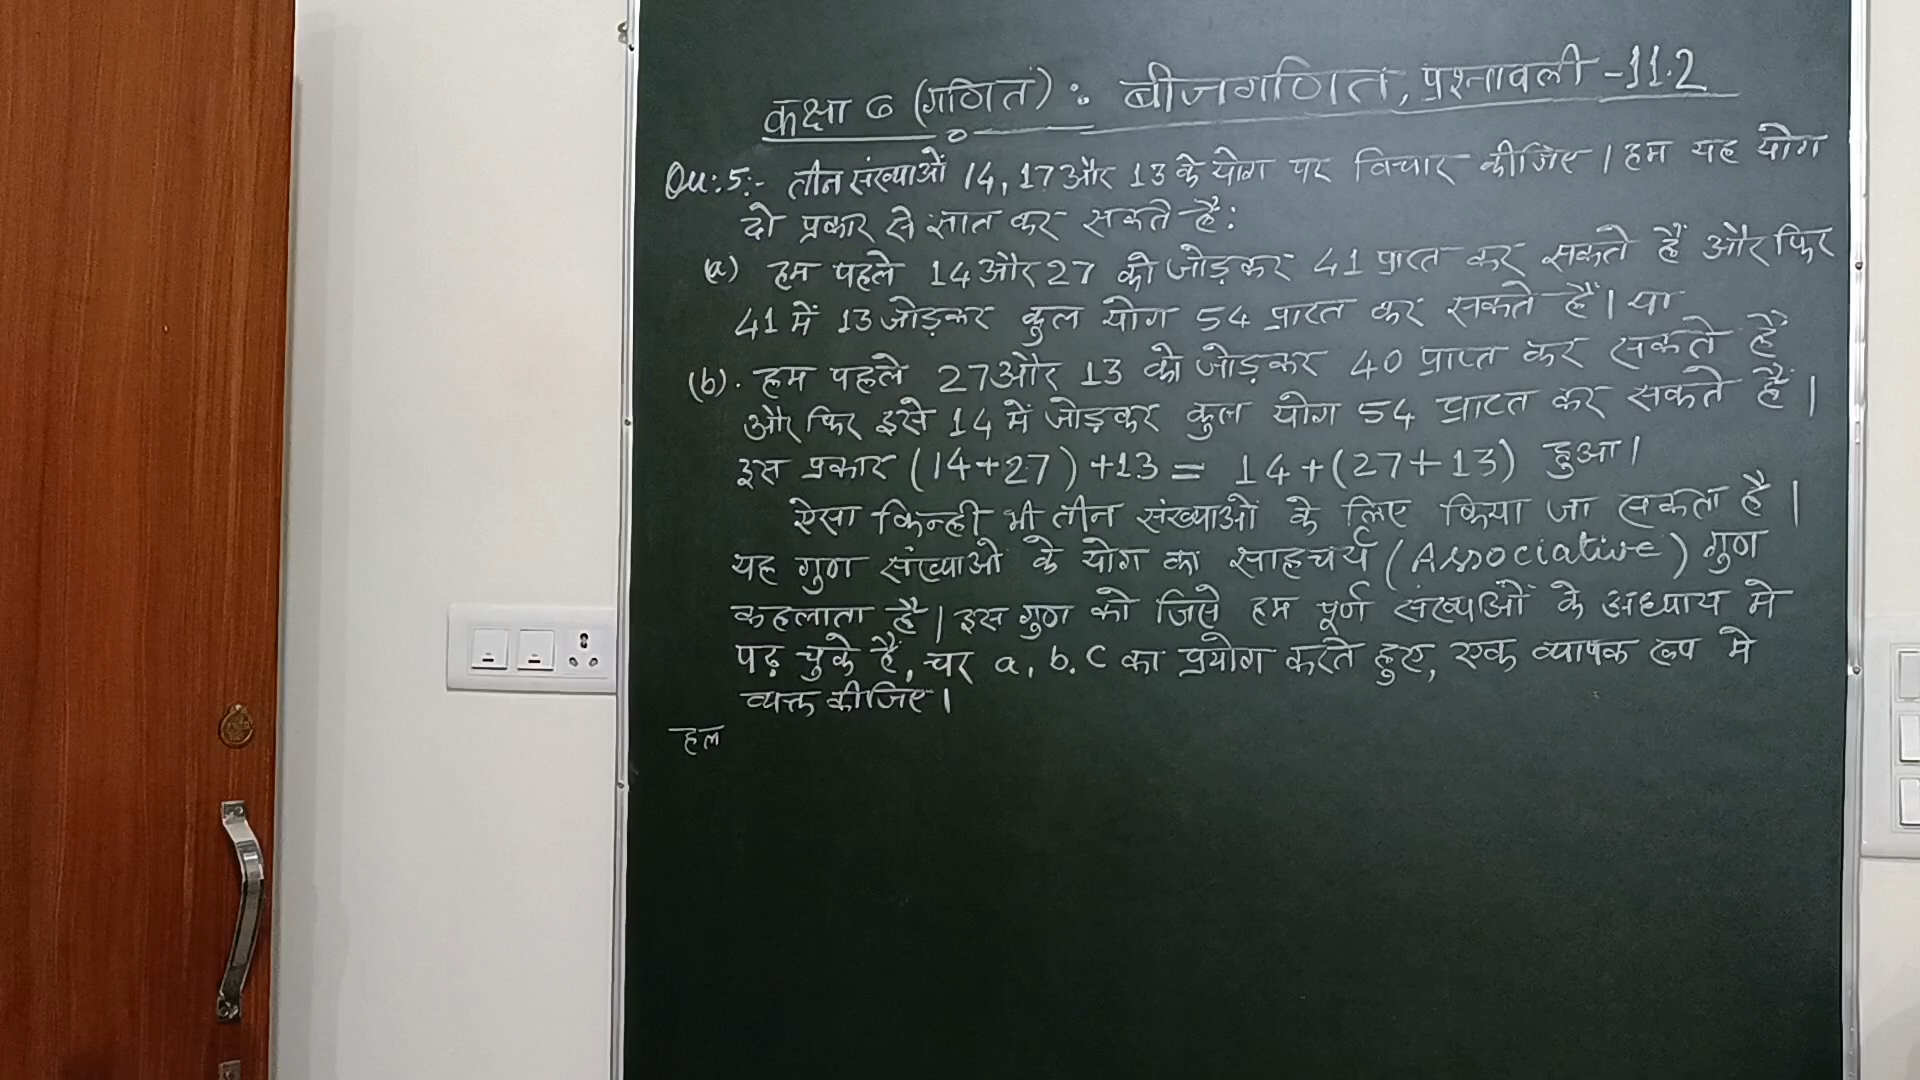 कक्षा 6 (गणित) : बीजगणित, प्रश्नावली -11.2
Qu:5:- तीन संख्याओं 14, 17 और 13 के योग पर विचार कीजिए । हम यह योग
दो प्रकार से ज्ञात कर सकते हैं :
(a) हम पहले 14 और 27 को जोड़कर 41 प्राप्त कर सकते हैं और फिर
41 में 13 जोड़कर कुल योग 54 प्राप्त कर सकते हैं । या
(b). हम पहले 27 और 13 को जोड़कर 40 प्राप्त कर सकते हैं
और फिर इसे 14 में जोड़कर कुल योग 54 प्राप्त कर सकते हैं ।
इस प्रकार (14+27) +13 = 14+(27+13) हुआ ।
ऐसा किन्ही भी तीन संख्याओं के लिए किया जा सकता है ।
यह गुण संख्याओ के योग का साहचर्य (Associative) गुण
कहलाता है । इस गुण को जिसे हम पूर्ण संख्याओं के अध्याय मे
पढ़ चुके हैं, चर a, b. c का प्रयोग करते हुए, एक व्यापक रूप मे
व्यक्त कीजिए ।
हल